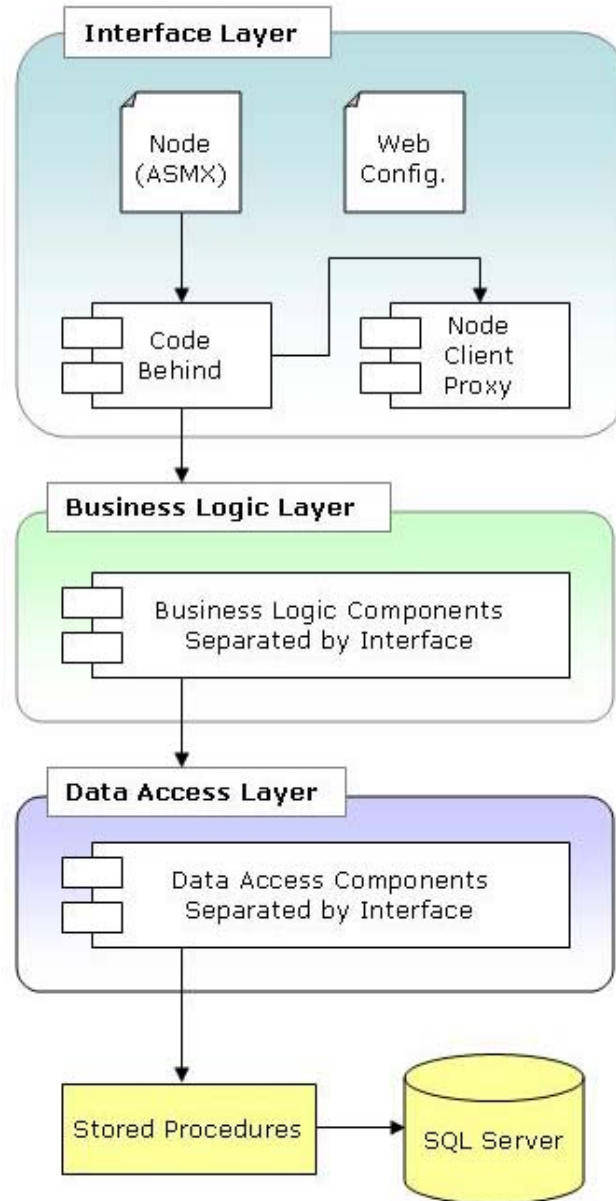 Interface Layer
Node
(ASMX)
Web
Config.
Code
Behind
Node
Client
Proxy
Business Logic Layer
Business Logic Components
Separated by Interface
Data Access Layer
Data Access Components
Separated by Interface
Stored Procedures
SQL Server